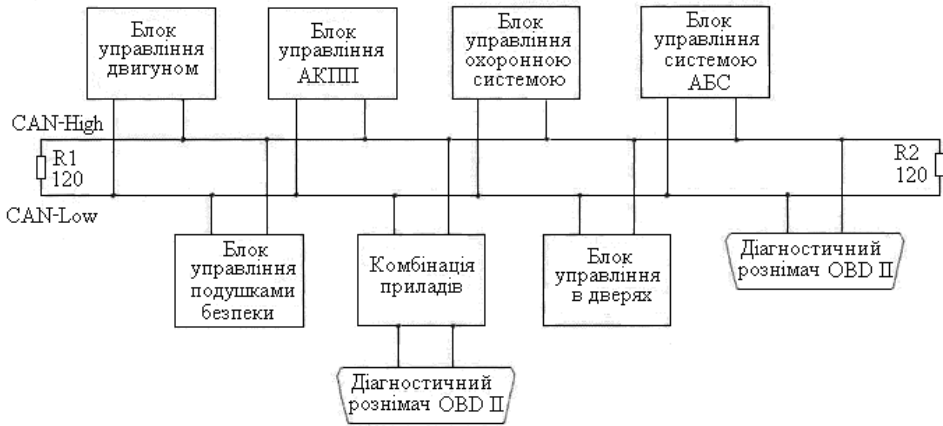 Блок
управління
двигуном
Блок
управління
АКПП
Блок
управління
охоронною
системою
Блок
управління
системою
АБС
CAN-High
R1
120
R2
120
CAN-Low
Блок
управління
подушками
безпеки
Комбінація
приладів
Блок
управління
в дверях
Діагностичний
рознімач OBD II
Діагностичний
рознімач OBD II